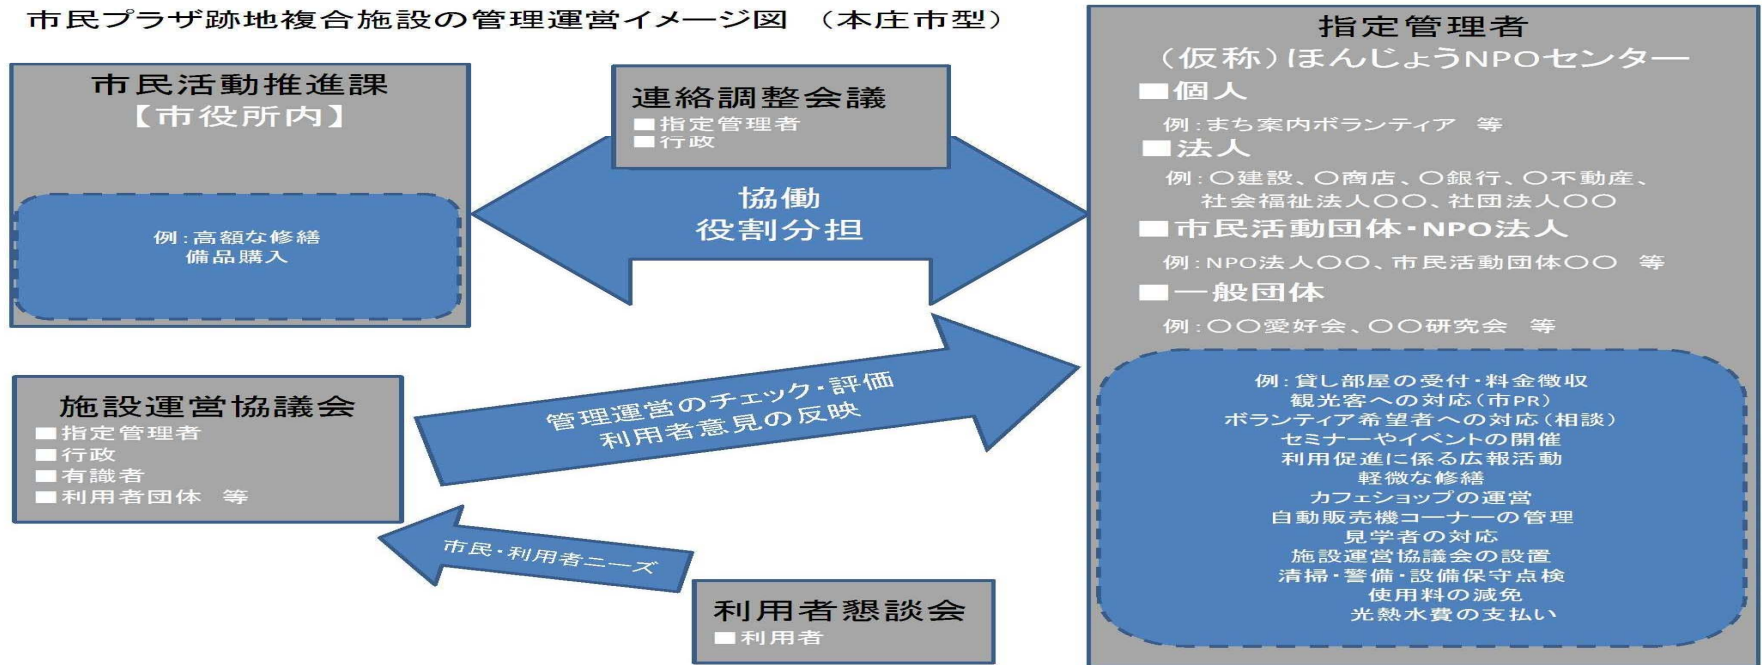 市民プラザ跡地複合施設の管理運営イメージ図 （本庄市型）
市民活動推進課
【市役所内】
例：高額な修繕
備品購入
連絡調整会議
■指定管理者
■行政
協働
役割分担
指定管理者
（仮称）ほんじょうNPOセンター
■個人
例：まち案内ボランティア 等
■法人
例：○建設、○商店、○銀行、○不動産、
社会福祉法人○○、社団法人○○
■市民活動団体・NPO法人
例：NPO法人○○、市民活動団体○○ 等
■一般団体
例：○○愛好会、○○研究会 等
例：貸し部屋の受付・料金徴収
観光客への対応（市PR）
ボランティア希望者への対応（相談）
セミナーやイベントの開催
利用促進に係る広報活動
軽微な修繕
カフェショップの運営
自動販売機コーナーの管理
見学者の対応
施設運営協議会の設置
清掃・警備・設備保守点検
使用料の減免
光熱水費の支払い
施設運営協議会
■指定管理者
■行政
■有識者
■利用者団体 等
管理運営のチェック・評価
利用者意見の反映
市民・利用者ニーズ
利用者懇談会
■利用者